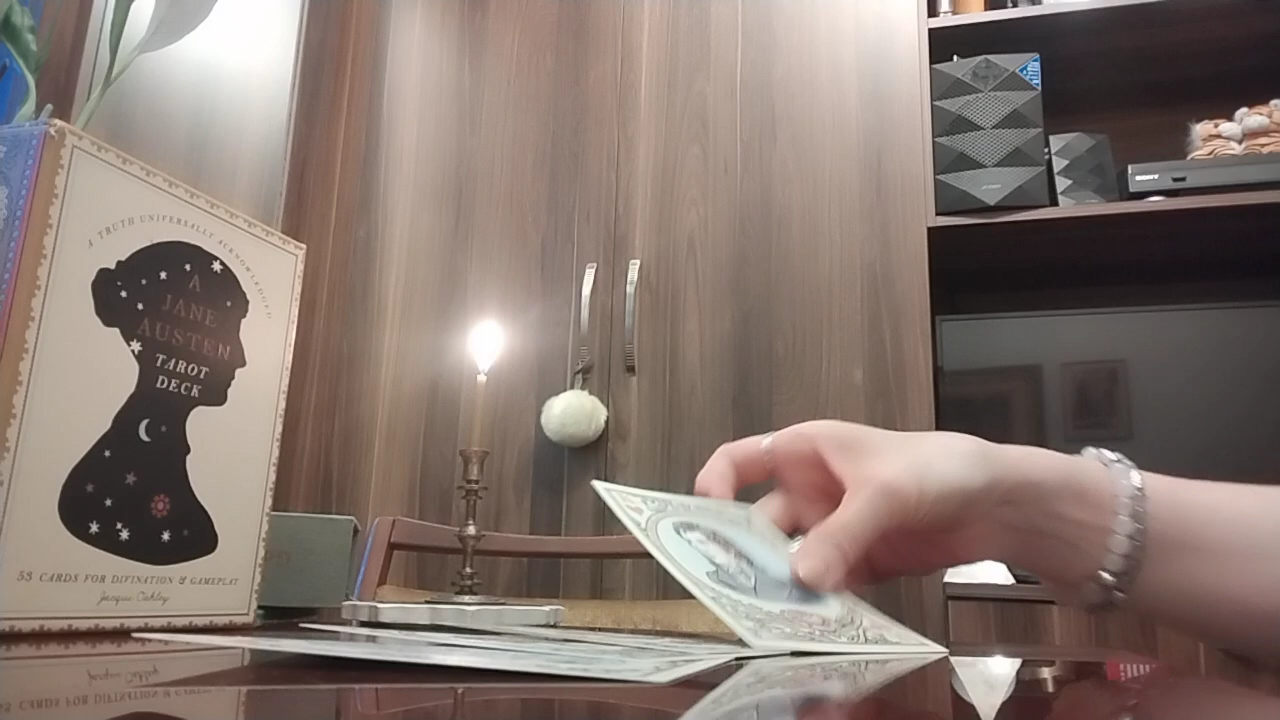 A TRUTH UNIVERSALLY ACKNOWLEDGED
A
JANE
AUSTEN
TAROT
DECK
53 CARDS FOR DIVINATION & GAMEPLAY
Jacqui Oakley
SONY